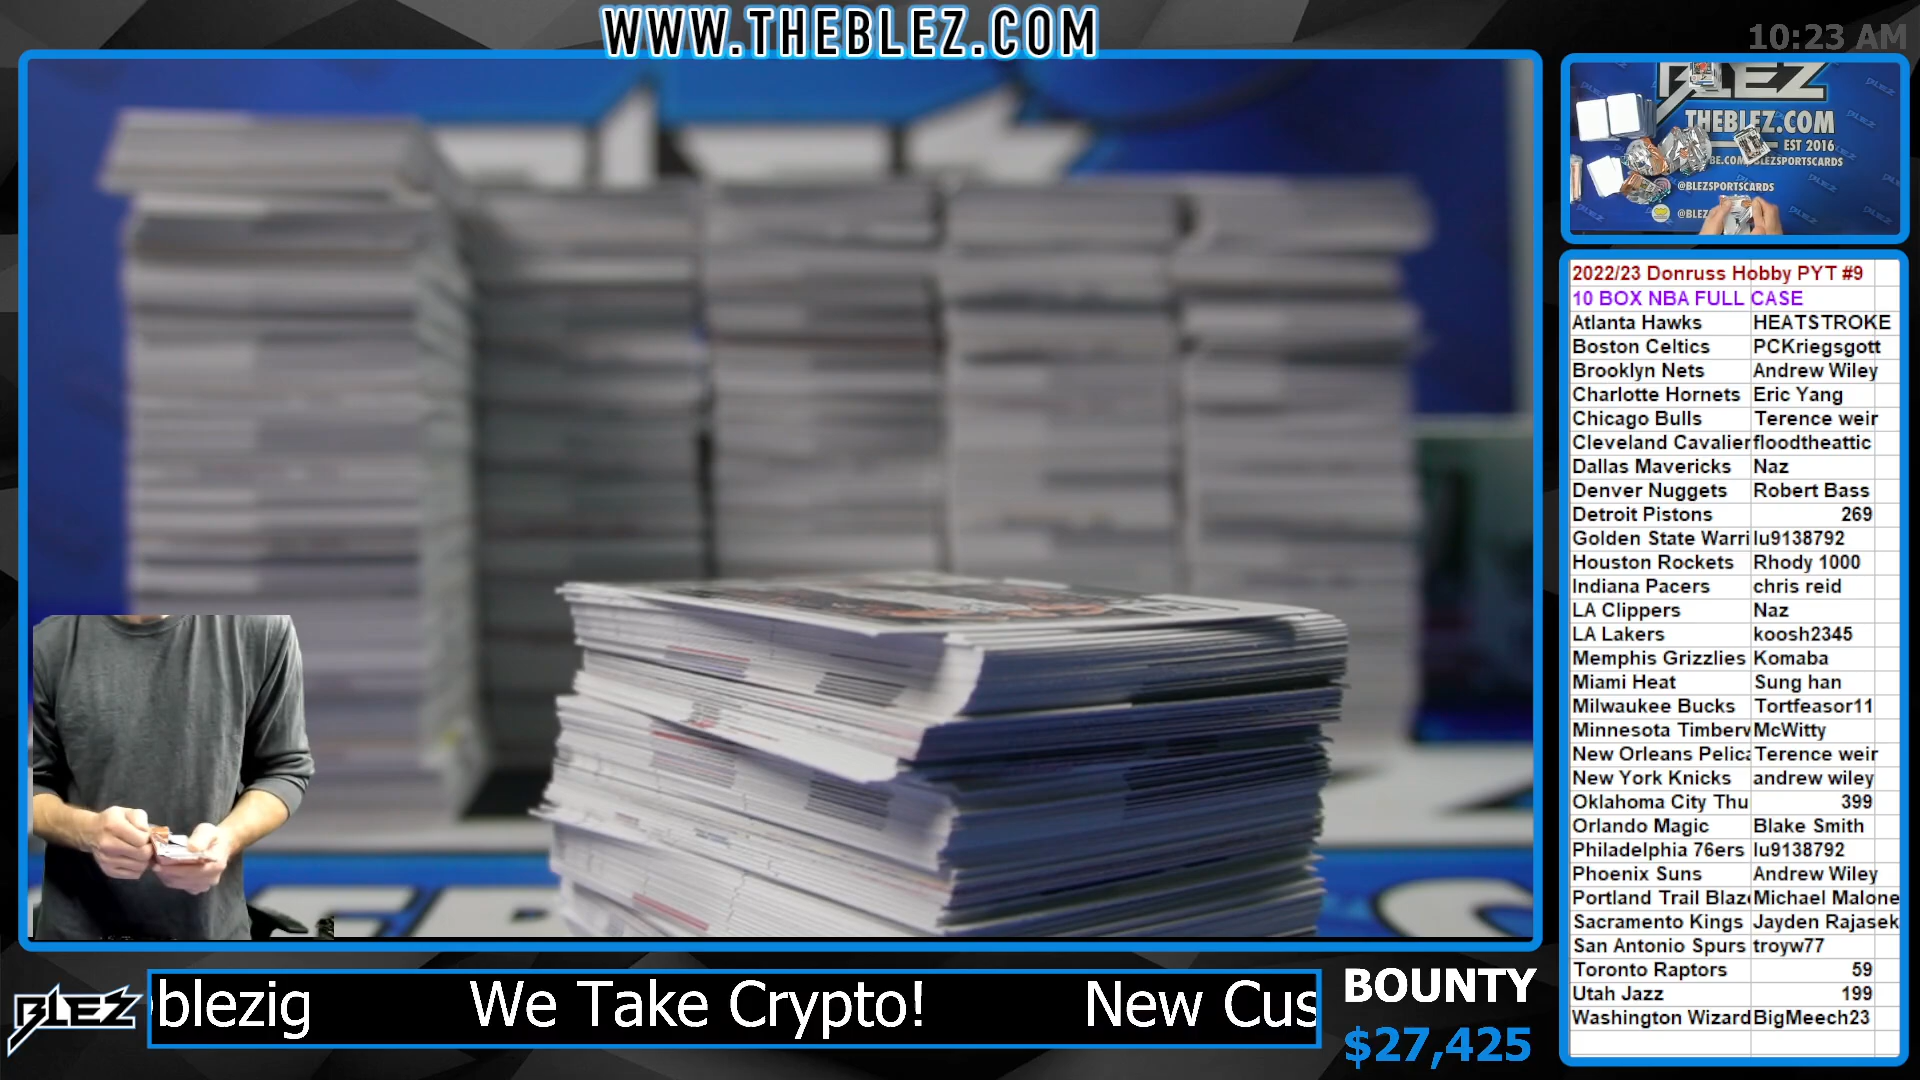 WWW.THEBLEZ.COM
10:23 AM
BLEZ
THEBLEZ.COM
EST 2016
@BLEZSPORTSCARDS
@BLEZ
2022/23 Donruss Hobby PYT #9
10 BOX NBA FULL CASE
Atlanta Hawks HEATSTROKE
Boston Celtics PCKriegsgott
Brooklyn Nets Andrew Wiley
Charlotte Hornets Eric Yang
Chicago Bulls Terence weir
Cleveland Cavalier floodtheattic
Dallas Mavericks Naz
Denver Nuggets Robert Bass
Detroit Pistons 269
Golden State Warri lu9138792
Houston Rockets Rhody 1000
Indiana Pacers chris reid
LA Clippers Naz
LA Lakers koosh2345
Memphis Grizzlies Komaba
Miami Heat Sung han
Milwaukee Bucks Tortfeasor11
Minnesota Timberv McWitty
New Orleans Pelica Terence weir
New York Knicks andrew wiley
Oklahoma City Thu 399
Orlando Magic Blake Smith
Philadelphia 76ers lu9138792
Phoenix Suns Andrew Wiley
Portland Trail Blaze Michael Malone
Sacramento Kings Jayden Rajasek
San Antonio Spurs troyw77
Toronto Raptors 59
Utah Jazz 199
Washington Wizard BigMeech23
BLEZ
blezig We Take Crypto! New Cus
BOUNTY
$27,425